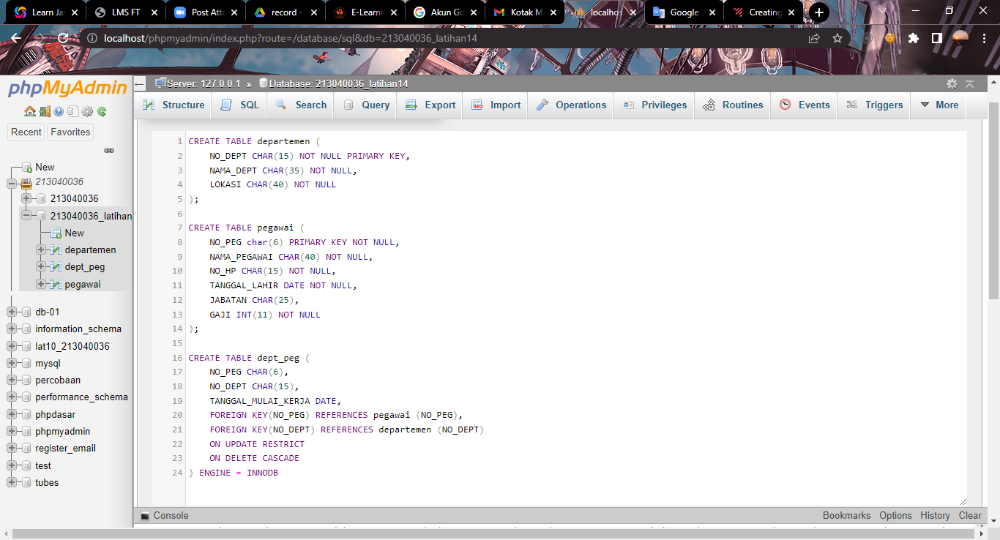 Learn Ja
LMS FT
Post Atte
record -
E-Learni
Akun Go
Kotak M
localhos
Google
Creating
localhost/phpmyadmin/index.php?route=/database/sql&db=213040036_latihan14
phpMyAdmin
Recent
Favorites
New
213040036
213040036
213040036_latihan
New
departemen
dept_peg
pegawai
db-01
information_schema
lat10_213040036
mysql
percobaan
performance_schema
phpdasar
phpmyadmin
register_email
test
tubes
Server: 127.0.0.1 » Database: 213040036_latihan14
Structure
SQL
Search
Query
Export
Import
Operations
Privileges
Routines
Events
Triggers
More
1 CREATE TABLE departemen (
2 NO_DEPT CHAR(15) NOT NULL PRIMARY KEY,
3 NAMA_DEPT CHAR(35) NOT NULL,
4 LOKASI CHAR(40) NOT NULL
5 );
6
7 CREATE TABLE pegawai (
8 NO_PEG char(6) PRIMARY KEY NOT NULL,
9 NAMA_PEGAWAI CHAR(40) NOT NULL,
10 NO_HP CHAR(15) NOT NULL,
11 TANGGAL_LAHIR DATE NOT NULL,
12 JABATAN CHAR(25),
13 GAJI INT(11) NOT NULL
14 );
15
16 CREATE TABLE dept_peg (
17 NO_PEG CHAR(6),
18 NO_DEPT CHAR(15),
19 TANGGAL_MULAI_KERJA DATE,
20 FOREIGN KEY(NO_PEG) REFERENCES pegawai (NO_PEG),
21 FOREIGN KEY(NO_DEPT) REFERENCES departemen (NO_DEPT)
22 ON UPDATE RESTRICT
23 ON DELETE CASCADE
24 ) ENGINE = INNODB
Console
Bookmarks
Options
History
Clear